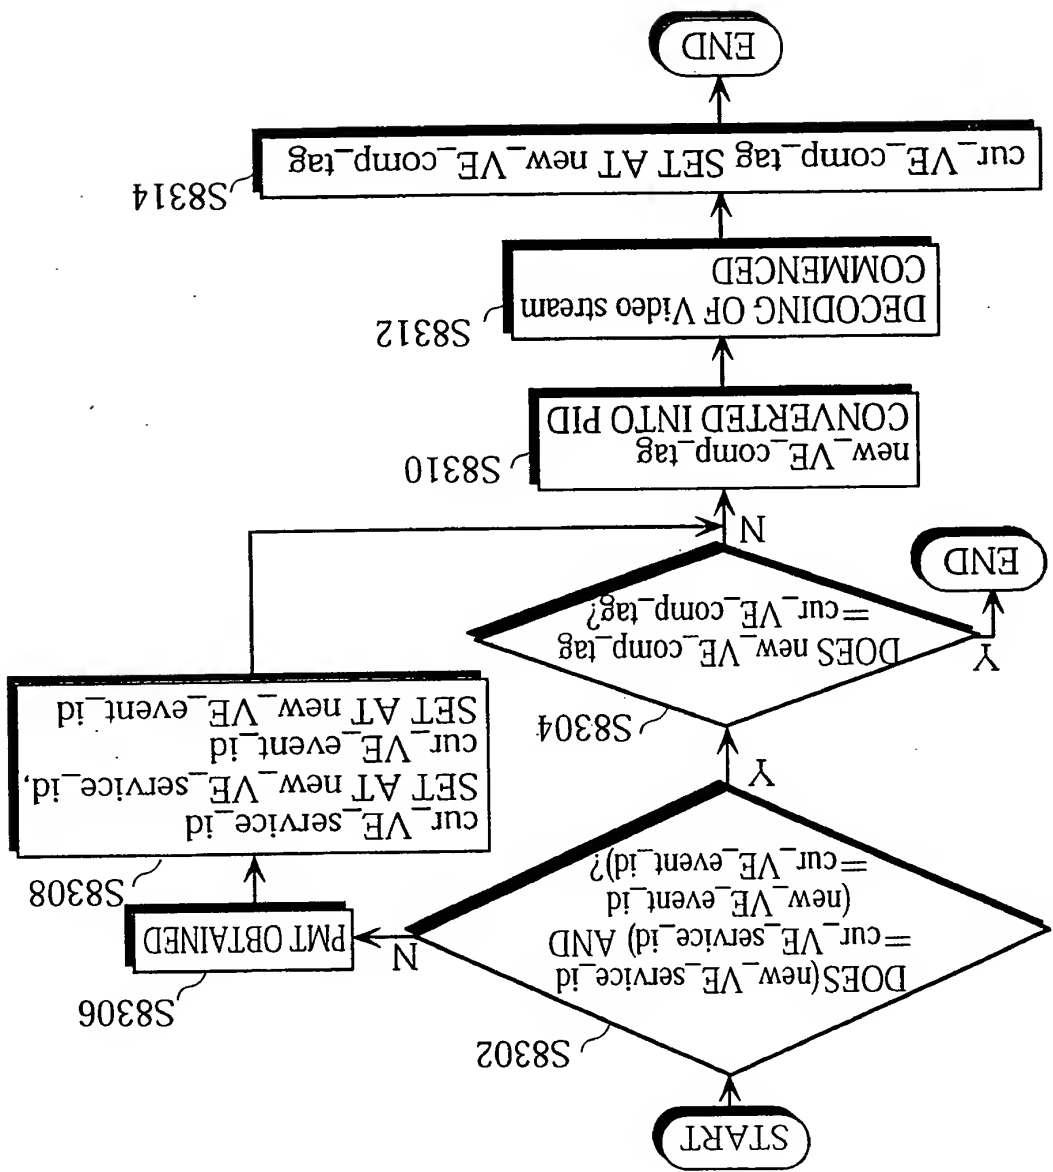 START
S8302
DOES(new_VE_service_id
=cur_VE_service_id) AND
(new_VE_event_id
=cur_VE_event_id)?
N
Y
S8306
PMT OBTAINED
S8308
cur_VE_service_id
SET AT new_VE_service_id,
cur_VE_event_id
SET AT new_VE_event_id
S8304
DOES new_VE_comp_tag
=cur_VE_comp_tag?
Y
END
N
S8310
new_VE_comp_tag
CONVERTED INTO PID
S8312
DECODING OF Video stream
COMMENCED
S8314
cur_VE_comp_tag SET AT new_VE_comp_tag
END